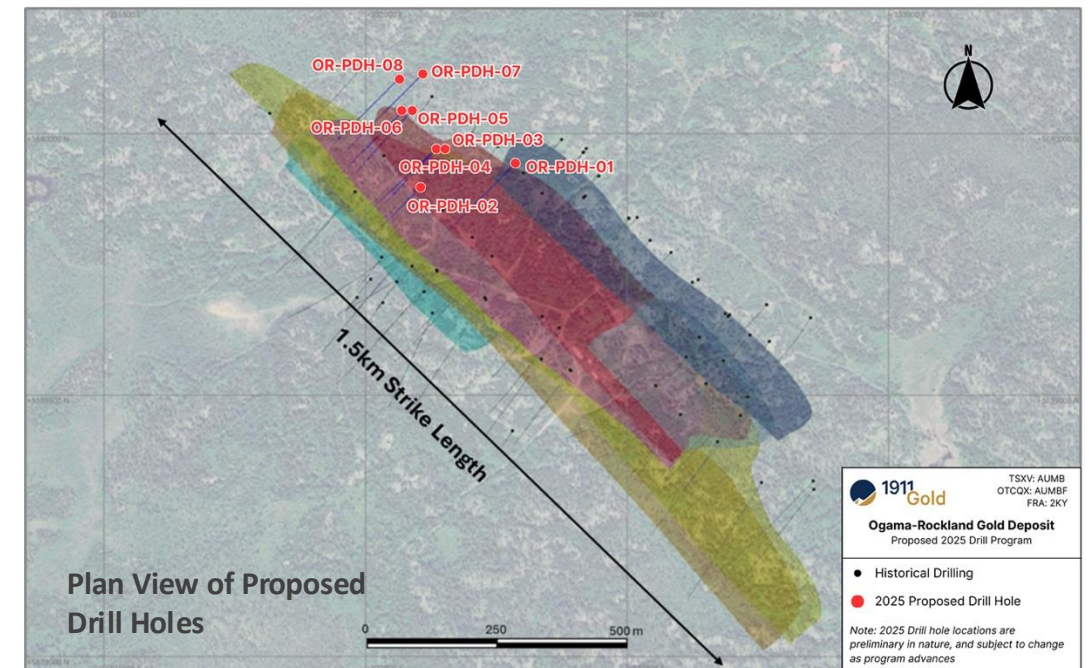 N
OR-PDH-08
OR-PDH-07
OR-PDH-06
OR-PDH-05
OR-PDH-03
OR-PDH-04
OR-PDH-01
OR-PDH-02
1.5km Strike Length
Plan View of Proposed
Drill Holes
0 250 500 m
1911 Gold
TSXV: AUMB
OTCQX: AUMBF
FRA: 2KY
Ogama-Rockland Gold Deposit
Proposed 2025 Drill Program
Historical Drilling
2025 Proposed Drill Hole
Note: 2025 Drill hole locations are
preliminary in nature, and subject to change
as program advances